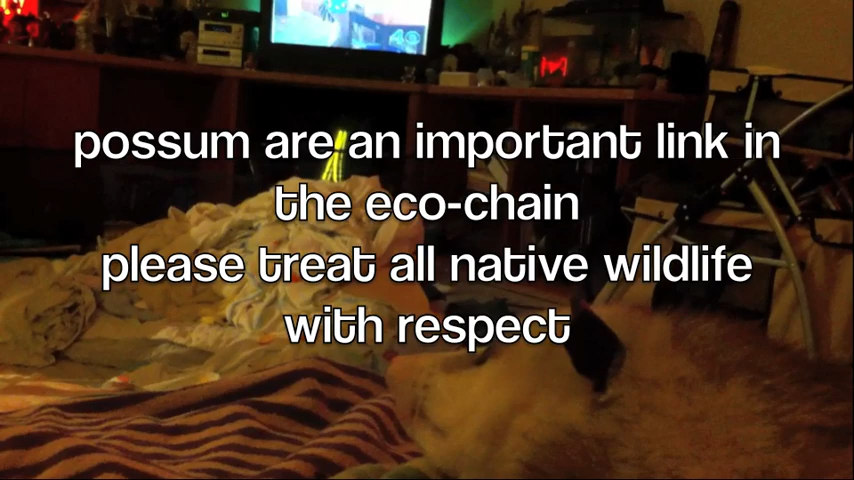 possum are an important link in
the eco-chain
please treat all native wildlife
with respect